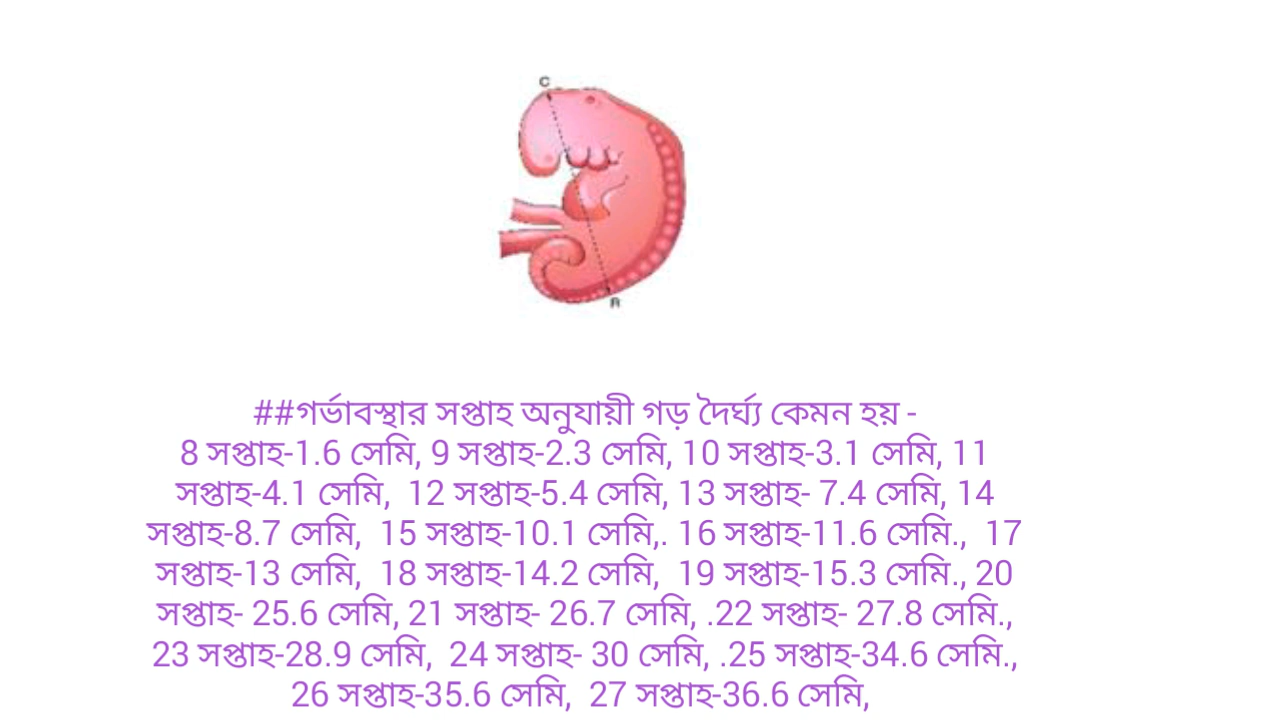 C
R
##গর্ভাবস্থার সপ্তাহ অনুযায়ী গড় দৈর্ঘ্য কেমন হয় -
8 সপ্তাহ-1.6 সেমি, 9 সপ্তাহ-2.3 সেমি, 10 সপ্তাহ-3.1 সেমি, 11
সপ্তাহ-4.1 সেমি,  12 সপ্তাহ-5.4 সেমি, 13 সপ্তাহ- 7.4 সেমি, 14
সপ্তাহ-8.7 সেমি,  15 সপ্তাহ-10.1 সেমি,. 16 সপ্তাহ-11.6 সেমি.,  17
সপ্তাহ-13 সেমি,  18 সপ্তাহ-14.2 সেমি,  19 সপ্তাহ-15.3 সেমি., 20
সপ্তাহ- 25.6 সেমি, 21 সপ্তাহ- 26.7 সেমি, .22 সপ্তাহ- 27.8 সেমি.,
23 সপ্তাহ-28.9 সেমি,  24 সপ্তাহ- 30 সেমি, .25 সপ্তাহ-34.6 সেমি.,
26 সপ্তাহ-35.6 সেমি,  27 সপ্তাহ-36.6 সেমি,